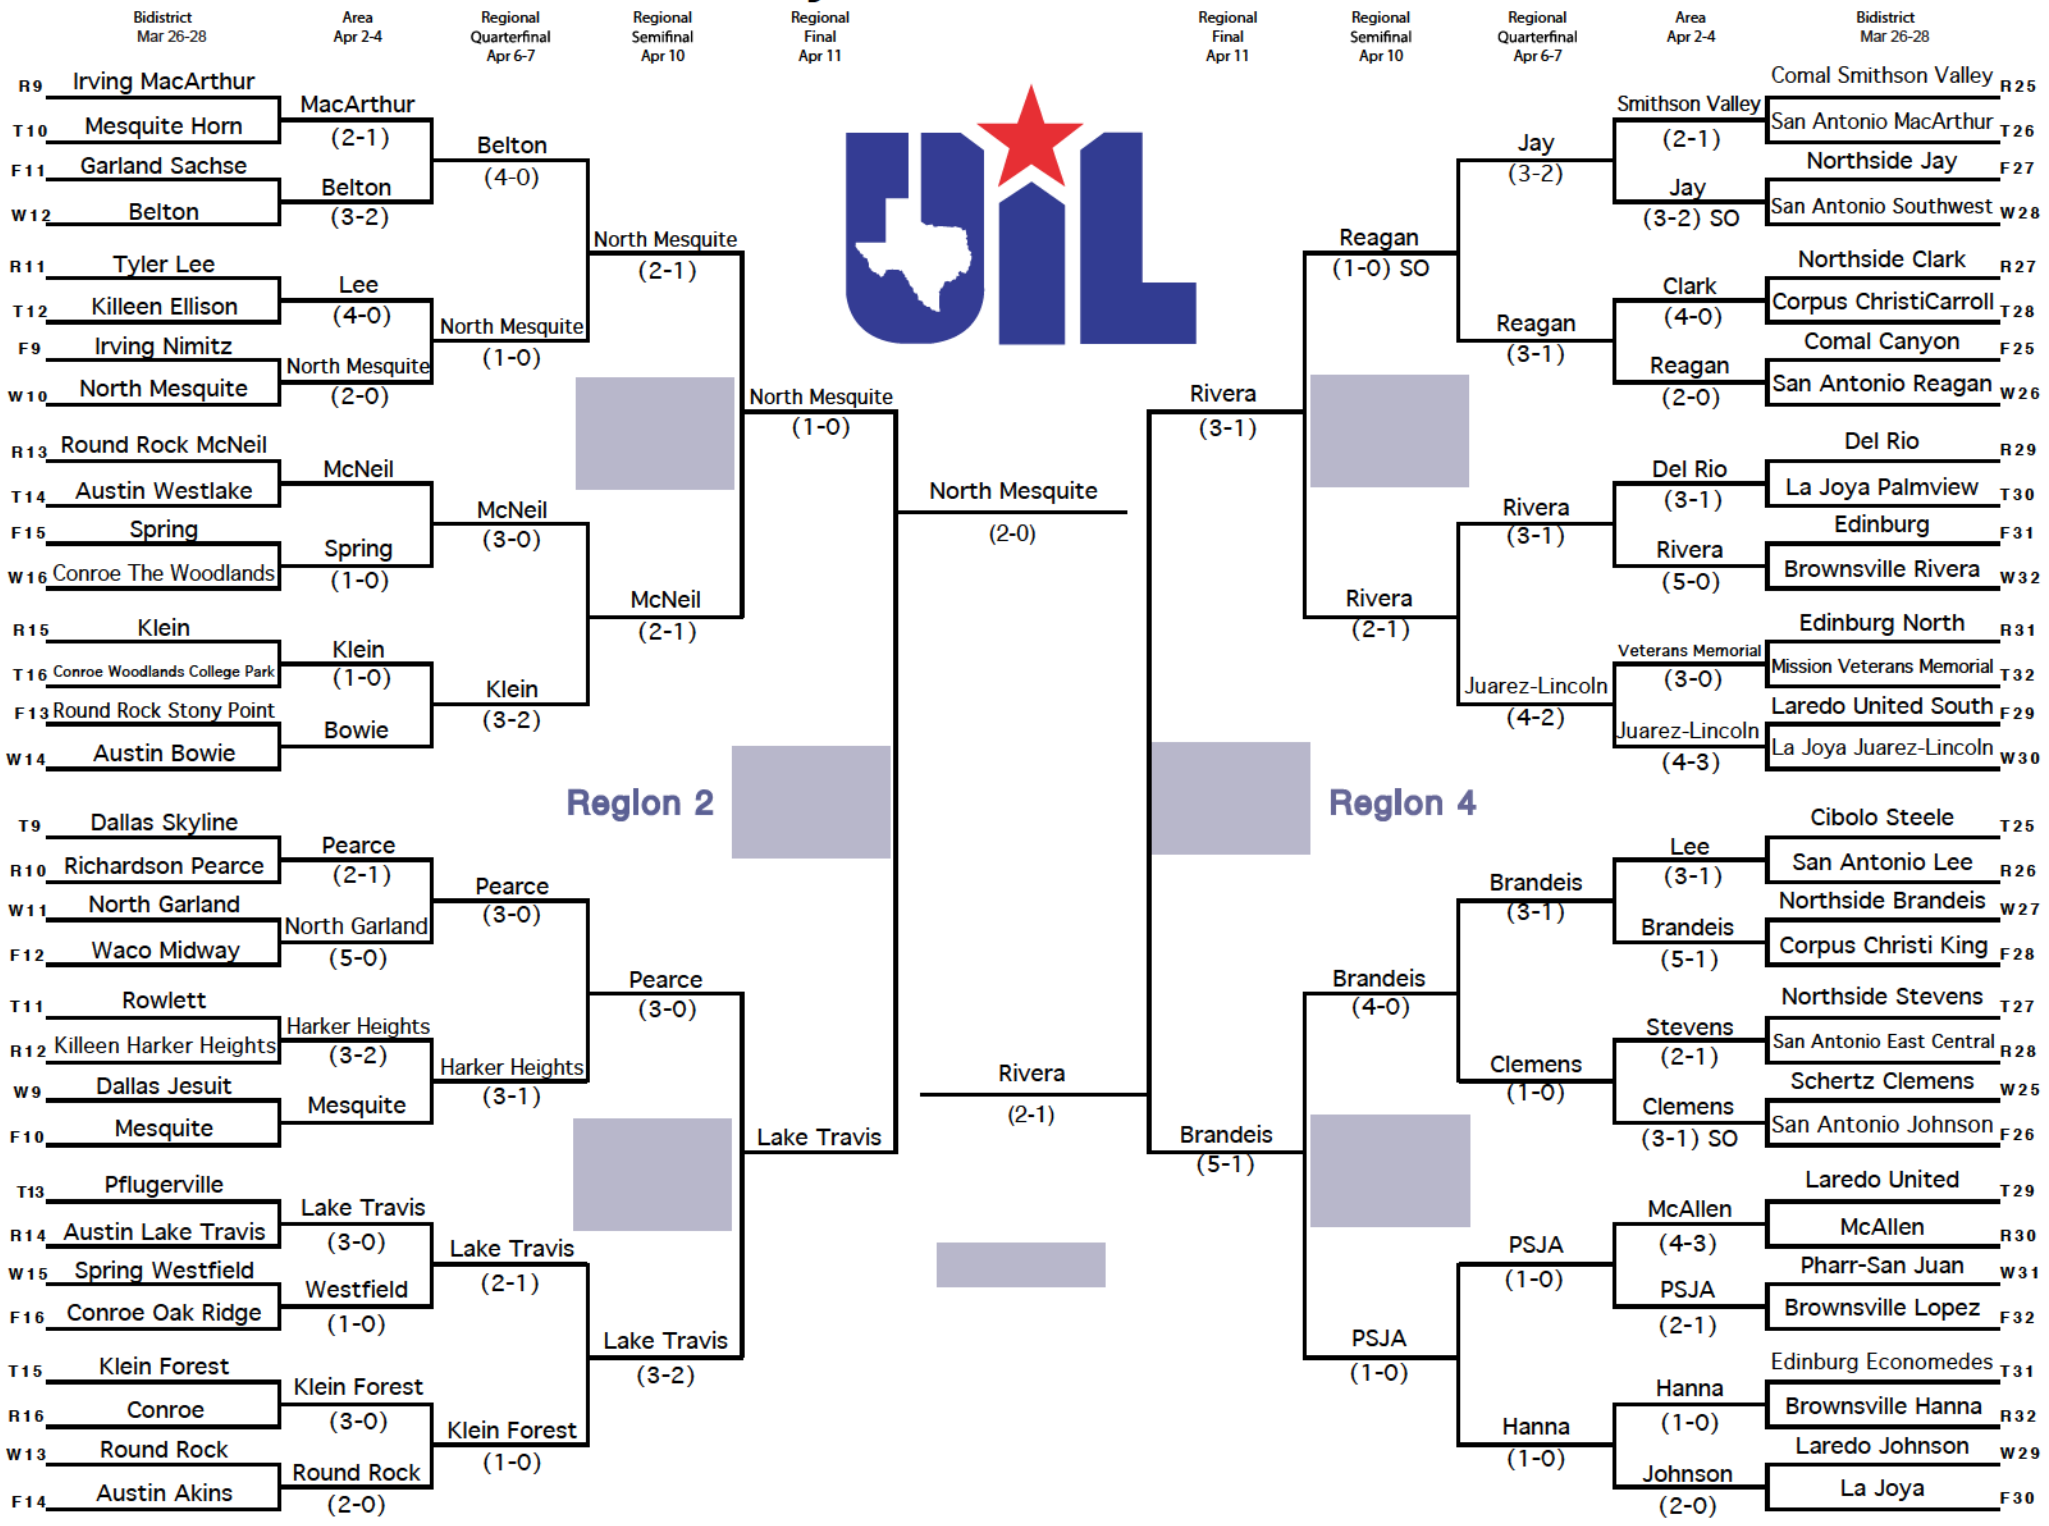 Bidistrict
Mar 26-28
Area
Apr 2-4
Regional
Quarterfinal
Apr 6-7
Regional
Semifinal
Apr 10
Regional
Final
Apr 11
Regional
Final
Apr 11
Regional
Semifinal
Apr 10
Regional
Quarterfinal
Apr 6-7
Area
Apr 2-4
Bidistrict
Mar 26-28
UIL
R9 Irving MacArthur
T10 Mesquite Horn
F11 Garland Sachse
W12 Belton
R11 Tyler Lee
T12 Killeen Ellison
F9 Irving Nimitz
W10 North Mesquite
R13 Round Rock McNeil
T14 Austin Westlake
F15 Spring
W16 Conroe The Woodlands
R15 Klein
T16 Conroe Woodlands College Park
F13 Round Rock Stony Point
W14 Austin Bowie
T9 Dallas Skyline
R10 Richardson Pearce
W11 North Garland
F12 Waco Midway
T11 Rowlett
R12 Killeen Harker Heights
W9 Dallas Jesuit
F10 Mesquite
T13 Pflugerville
R14 Austin Lake Travis
W15 Spring Westfield
F16 Conroe Oak Ridge
T15 Klein Forest
R16 Conroe
W13 Round Rock
F14 Austin Akins
MacArthur
(2-1)
Belton
(3-2)
Lee
(4-0)
North Mesquite
(2-0)
McNeil
Spring
(1-0)
Klein
(1-0)
Bowie
Pearce
(2-1)
North Garland
(5-0)
Harker Heights
(3-2)
Mesquite
Lake Travis
(3-0)
Westfield
(1-0)
Klein Forest
(3-0)
Round Rock
(2-0)
Belton
(4-0)
North Mesquite
(1-0)
McNeil
(3-0)
Klein
(3-2)
Pearce
(3-0)
Harker Heights
(3-1)
Lake Travis
(2-1)
Klein Forest
(1-0)
North Mesquite
(2-1)
McNeil
(2-1)
Region 2
Pearce
(3-0)
Lake Travis
(3-2)
North Mesquite
(1-0)
Lake Travis
North Mesquite
(2-0)
Rivera
(2-1)
Rivera
(3-1)
Brandeis
(5-1)
Reagan
(1-0) SO
Rivera
(2-1)
Region 4
Brandeis
(4-0)
PSJA
(1-0)
Jay
(3-2)
Reagan
(3-1)
Rivera
(3-1)
Juarez-Lincoln
(4-2)
Brandeis
(3-1)
Clemens
(1-0)
PSJA
(1-0)
Hanna
(1-0)
Smithson Valley
(2-1)
Jay
(3-2) SO
Clark
(4-0)
Reagan
(2-0)
Del Rio
(3-1)
Rivera
(5-0)
Veterans Memorial
(3-0)
Juarez-Lincoln
(4-3)
Lee
(3-1)
Brandeis
(5-1)
Stevens
(2-1)
Clemens
(3-1) SO
McAllen
(4-3)
PSJA
(2-1)
Hanna
(1-0)
Johnson
(2-0)
Comal Smithson Valley R25
San Antonio MacArthur T26
Northside Jay F27
San Antonio Southwest W28
Northside Clark R27
Corpus ChristiCarroll T28
Comal Canyon F25
San Antonio Reagan W26
Del Rio R29
La Joya Palmview T30
Edinburg F31
Brownsville Rivera W32
Edinburg North R31
Mission Veterans Memorial T32
Laredo United South F29
La Joya Juarez-Lincoln W30
Cibolo Steele T25
San Antonio Lee R26
Northside Brandeis W27
Corpus Christi King F28
Northside Stevens T27
San Antonio East Central R28
Schertz Clemens W25
San Antonio Johnson F26
Laredo United T29
McAllen R30
Pharr-San Juan W31
Brownsville Lopez F32
Edinburg Economedes T31
Brownsville Hanna R32
Laredo Johnson W29
La Joya F30